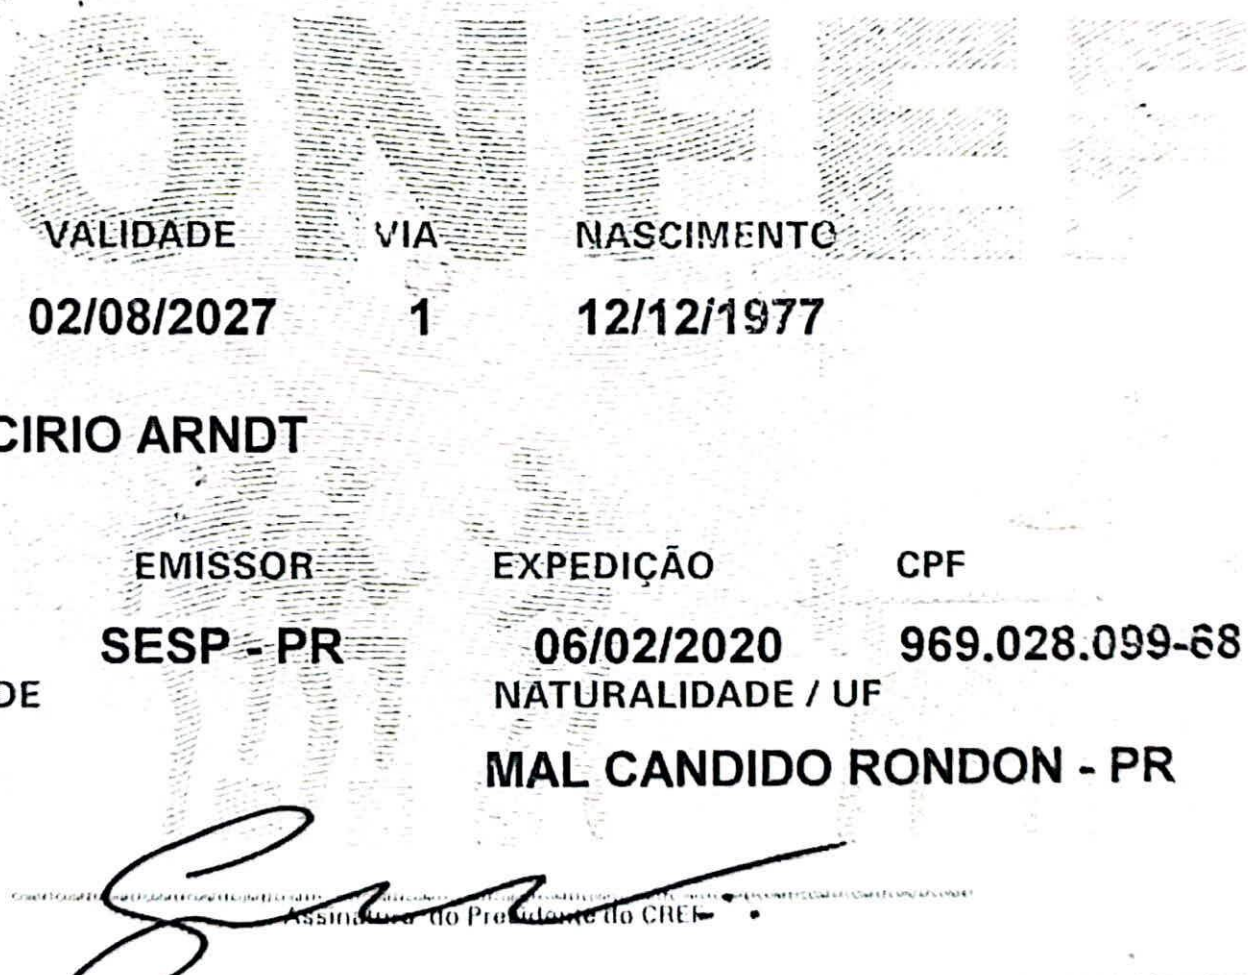 ONFEF
VALIDADE VIA NASCIMENTO
02/08/2027 1 12/12/1977
CIRIO ARNDT
EMISSOR EXPEDIÇÃO CPF
SESP - PR 06/02/2020 969.028.099-68
DE NATURALIDADE / UF
MAL CANDIDO RONDON - PR
Assinatura do Presidente do CREF